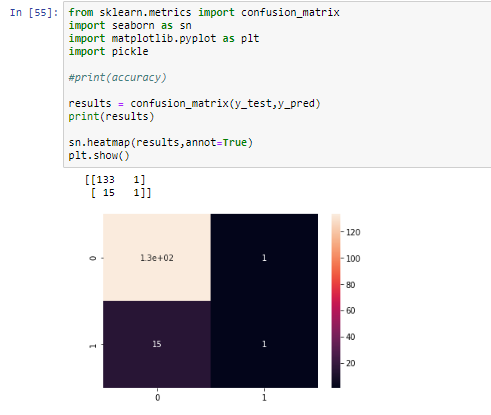 In [55]: from sklearn.metrics import confusion_matrix
import seaborn as sn
import matplotlib.pyplot as plt
import pickle
#print(accuracy)
results = confusion_matrix(y_test,y_pred)
print(results)
sn.heatmap(results,annot=True)
plt.show()
[[133   1]
 [ 15   1]]
1.3e+02 1
15 1
0
1
0 1
120
100
80
60
40
20